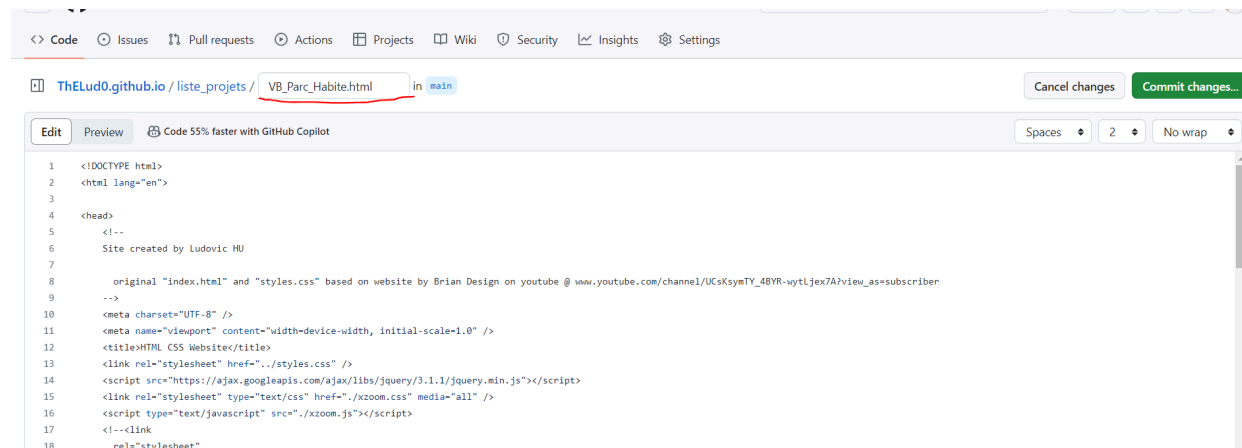 <> Code Issues Pull requests Actions Projects Wiki Security Insights Settings
ThELud0.github.io / liste_projets / VB_Parc_Habite.html in main Cancel changes Commit changes...
Edit Preview Code 55% faster with GitHub Copilot Spaces 2 No wrap
1 <!DOCTYPE html>
2 <html lang="en">
3
4 <head>
5 <!--
6 Site created by Ludovic HU
7
8 original "index.html" and "styles.css" based on website by Brian Design on youtube @ www.youtube.com/channel/UCsKsymTY_4BYR-wytLjex7A?view_as=subscriber
9 -->
10 <meta charset="UTF-8" />
11 <meta name="viewport" content="width=device-width, initial-scale=1.0" />
12 <title>HTML CSS Website</title>
13 <link rel="stylesheet" href="../styles.css" />
14 <script src="https://ajax.googleapis.com/ajax/libs/jquery/3.1.1/jquery.min.js"></script>
15 <link rel="stylesheet" type="text/css" href="./xzoom.css" media="all" />
16 <script type="text/javascript" src="./xzoom.js"></script>
17 <!--<link
18 rel="stylesheet"